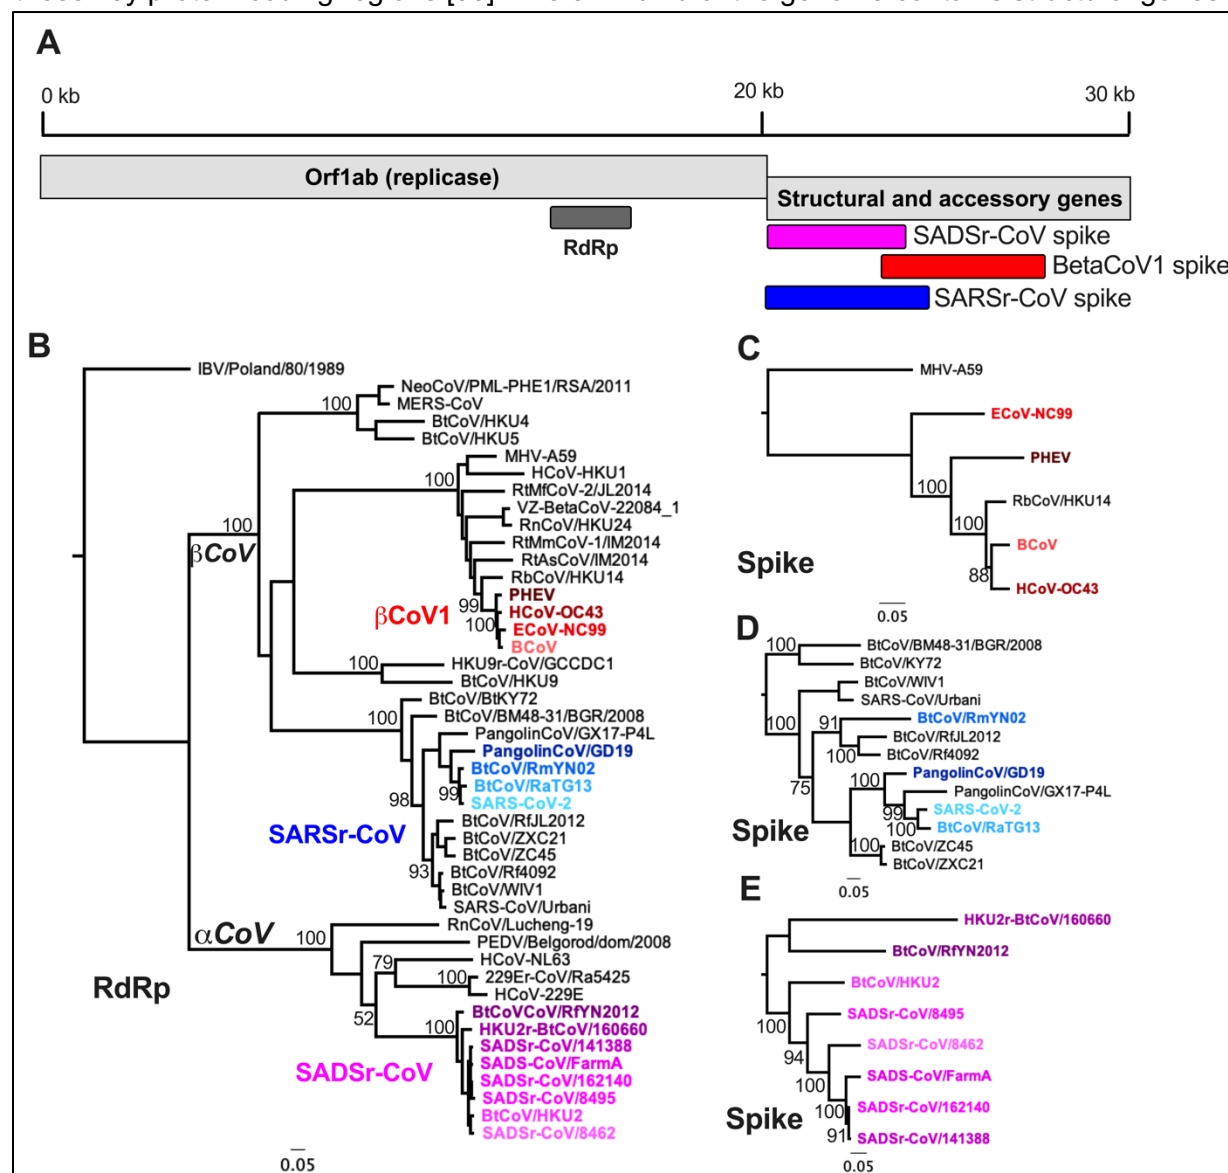 A
0 kb
20 kb
30 kb
Orf1ab (replicase)
Structural and accessory genes
RdRp
SADSr-CoV spike
BetaCoV1 spike
SARSr-CoV spike
B
IBV/Poland/80/1989
NeoCoV/PML-PHE1/RSA/2011
100
MERS-CoV
BtCoV/HKU4
BtCoV/HKU5
MHV-A59
100
HCoV-HKU1
RtMfCoV-2/JL2014
VZ-BetaCoV-22084_1
100
RnCoV/HKU24
βCoV
RtMmCoV-1/IM2014
RtAsCoV/IM2014
RbCoV/HKU14
PHEV
99
βCoV1
HCoV-OC43
100
ECoV-NC99
BCoV
100
HKU9r-CoV/GCCDC1
BtCoV/HKU9
BtCoV/BtKY72
100
BtCoV/BM48-31/BGR/2008
PangolinCoV/GX17-P4L
PangolinCoV/GD19
BtCoV/RmYN02
BtCoV/RaTG13
98
99
SARS-CoV-2
SARSr-CoV
BtCoV/RfJL2012
BtCoV/ZXC21
BtCoV/ZC45
93
BtCoV/Rf4092
BtCoV/WIV1
SARS-CoV/Urbani
αCoV
100
RnCoV/Lucheng-19
PEDV/Belgorod/dom/2008
79
HCoV-NL63
100
229Er-CoV/Ra5425
HCoV-229E
RdRp
52
BtCoVCoV/RfYN2012
100
HKU2r-BtCoV/160660
SADSr-CoV/141388
SADSr-CoV
SADS-CoV/FarmA
SADSr-CoV/162140
SADSr-CoV/8495
BtCoV/HKU2
SADSr-CoV/8462
0.05
C
MHV-A59
ECoV-NC99
PHEV
100
RbCoV/HKU14
100
BCoV
Spike
88
HCoV-OC43
0.05
D
100
BtCoV/BM48-31/BGR/2008
BtCoV/KY72
BtCoV/WIV1
SARS-CoV/Urbani
100
91
BtCoV/RmYN02
BtCoV/RfJL2012
100
BtCoV/Rf4092
PangolinCoV/GD19
75
100
PangolinCoV/GX17-P4L
99
SARS-CoV-2
Spike
100
BtCoV/RaTG13
100
BtCoV/ZC45
BtCoV/ZXC21
0.05
E
HKU2r-BtCoV/160660
BtCoV/RfYN2012
BtCoV/HKU2
100
SADSr-CoV/8495
94
SADSr-CoV/8462
100
SADS-CoV/FarmA
Spike
100
SADSr-CoV/162140
91
SADSr-CoV/141388
0.05